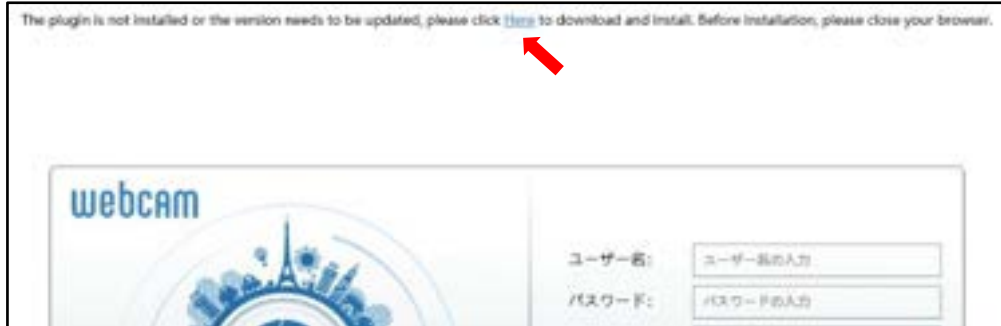 The plugin is not installed or the version needs to be updated, please click Here to download and install. Before installation, please close your browser.
webcam
ユーザー名: ユーザー名の入力
パスワード: パスワードの入力